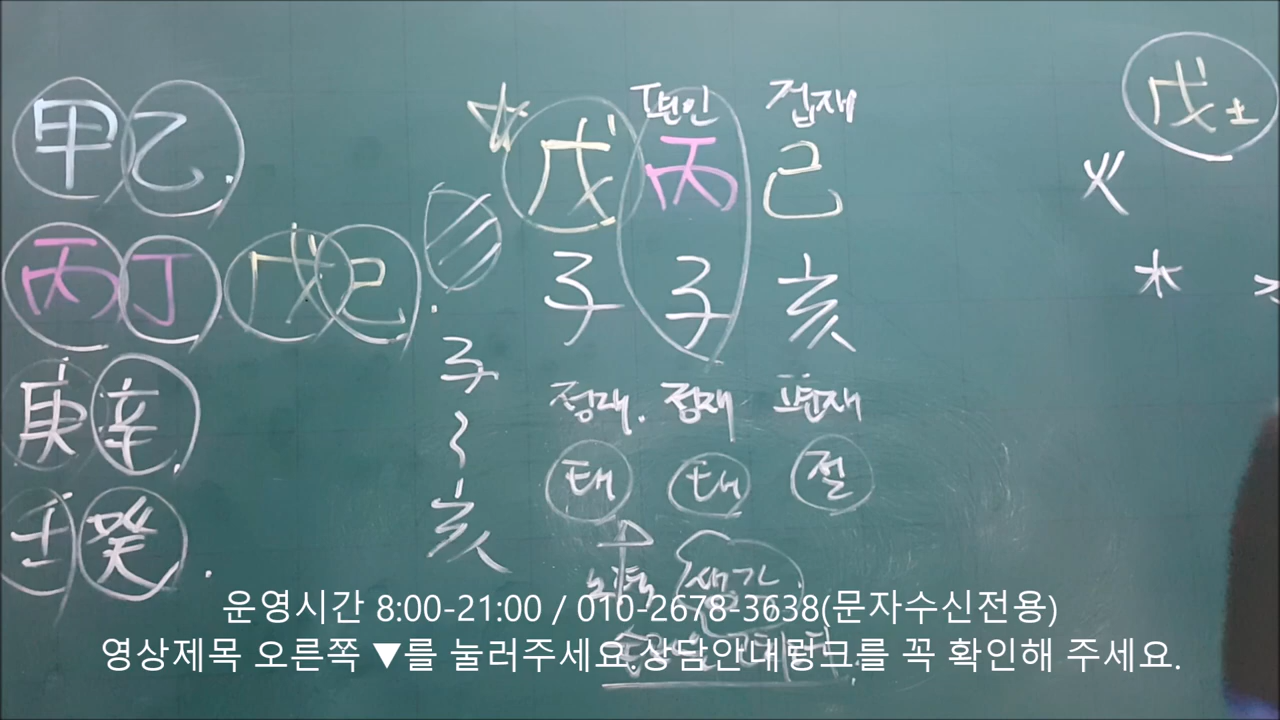 甲乙.
丙丁戊己.
庚辛.
壬癸.
子
~
亥
편인 겁재
戊丙己
子子亥
정재. 정재 편재
태 태 절
생각
戊土
水
운영시간 8:00-21:00 / 010-2678-3638(문자수신전용)
영상제목 오른쪽 ▼를 눌러주세요.상담안내링크를 꼭 확인해 주세요.